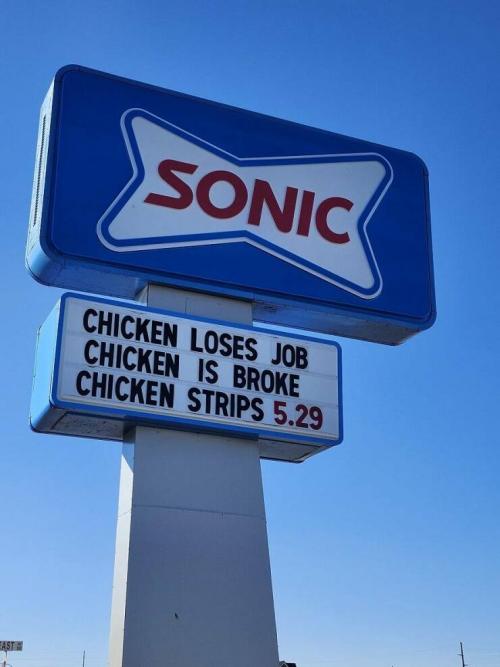 SONIC
CHICKEN LOSES JOB
CHICKEN IS BROKE
CHICKEN STRIPS 5.29